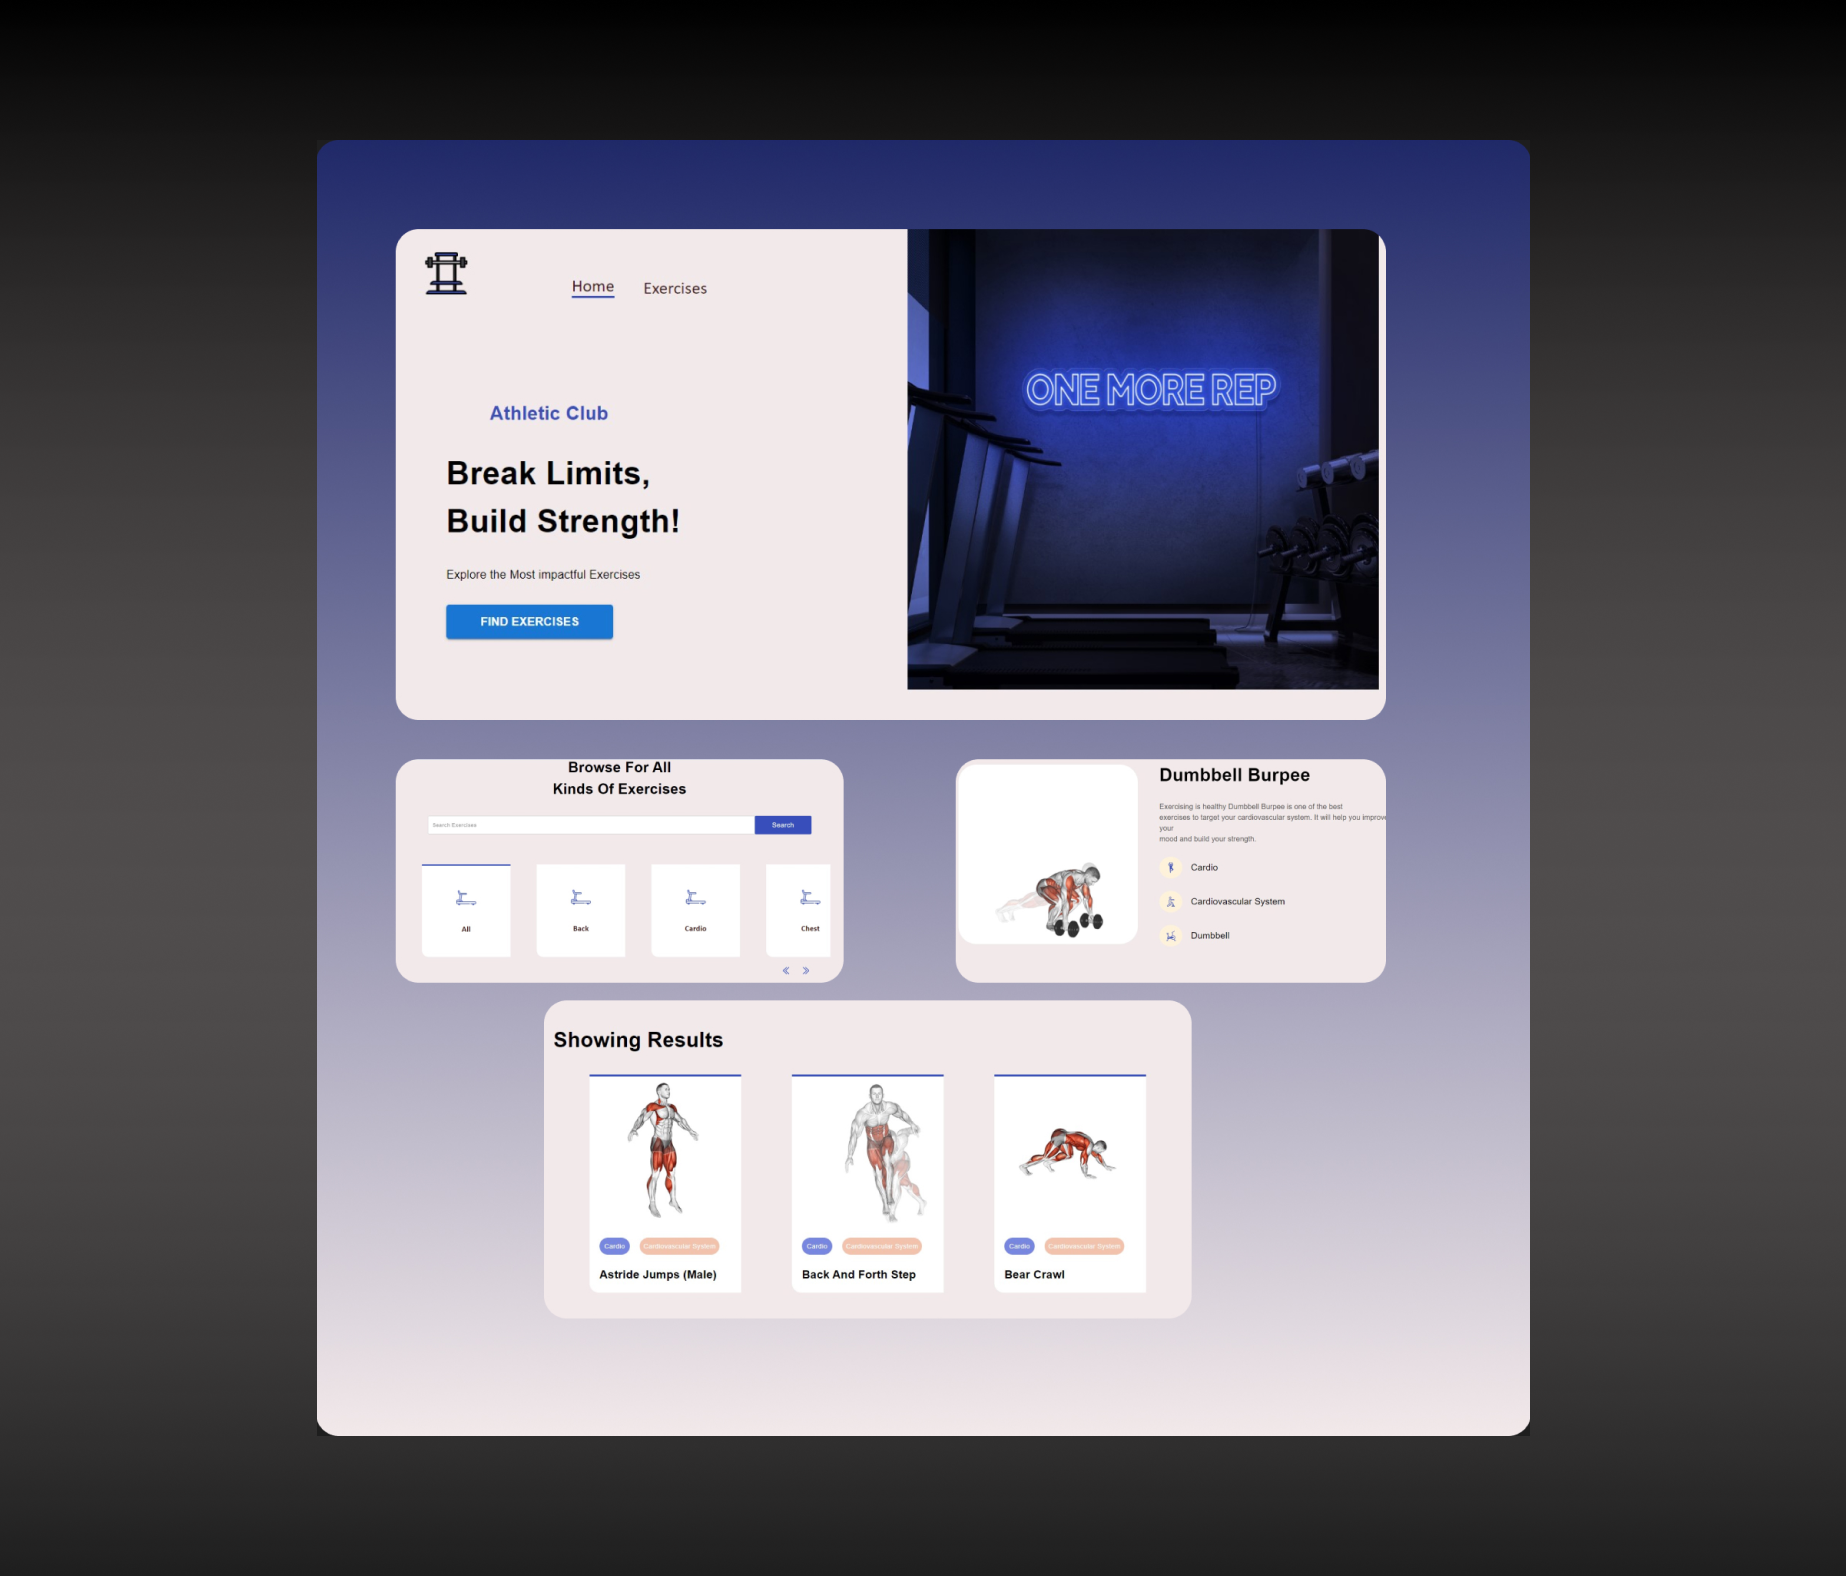 Home Exercises
ONE MORE REP
Athletic Club
Break Limits,
Build Strength!
Explore the Most impactful Exercises
FIND EXERCISES
Browse For All
Kinds Of Exercises
Search Exercises
Search
All
Back
Cardio
Chest
Dumbbell Burpee
Exercising is healthy Dumbbell Burpee is one of the best
exercises to target your cardiovascular system. It will help you improve
your
mood and build your strength.
Cardio
Cardiovascular System
Dumbbell
Showing Results
Cardio Cardiovascular System
Astride Jumps (Male)
Cardio Cardiovascular System
Back And Forth Step
Cardio Cardiovascular System
Bear Crawl